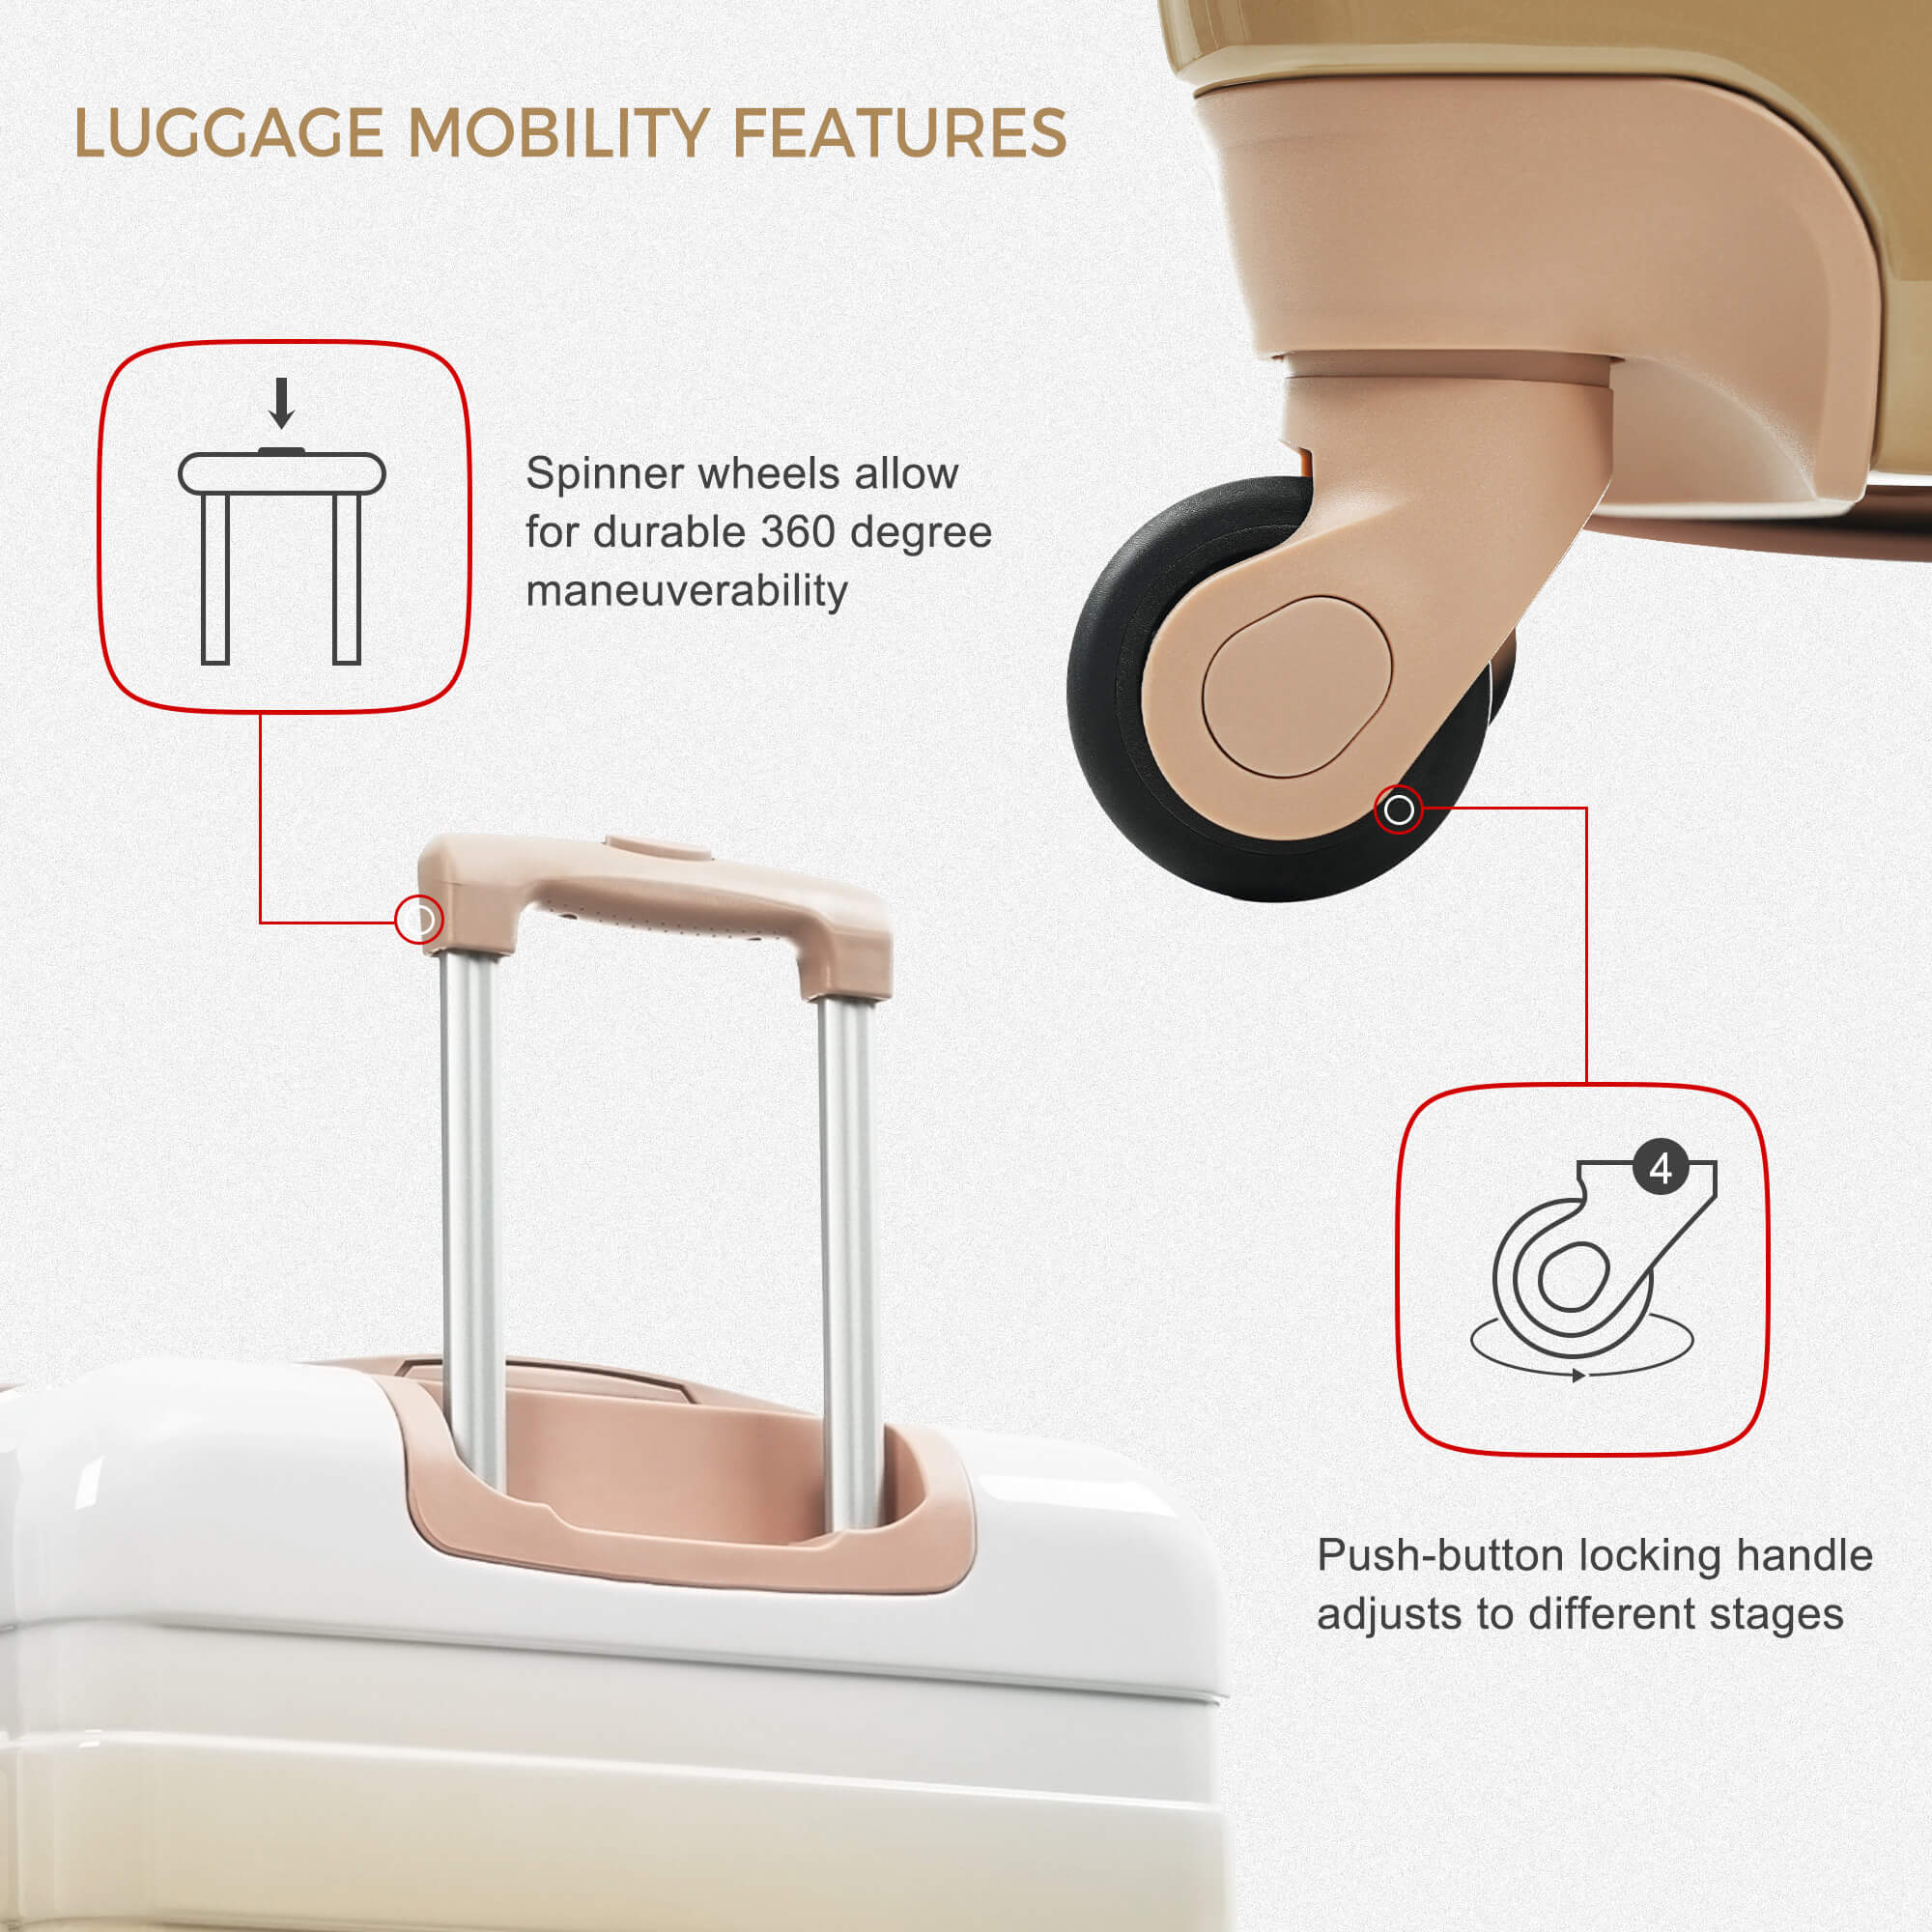 LUGGAGE MOBILITY FEATURES
Spinner wheels allow
for durable 360 degree
maneuverability
4
Push-button locking handle
adjusts to different stages